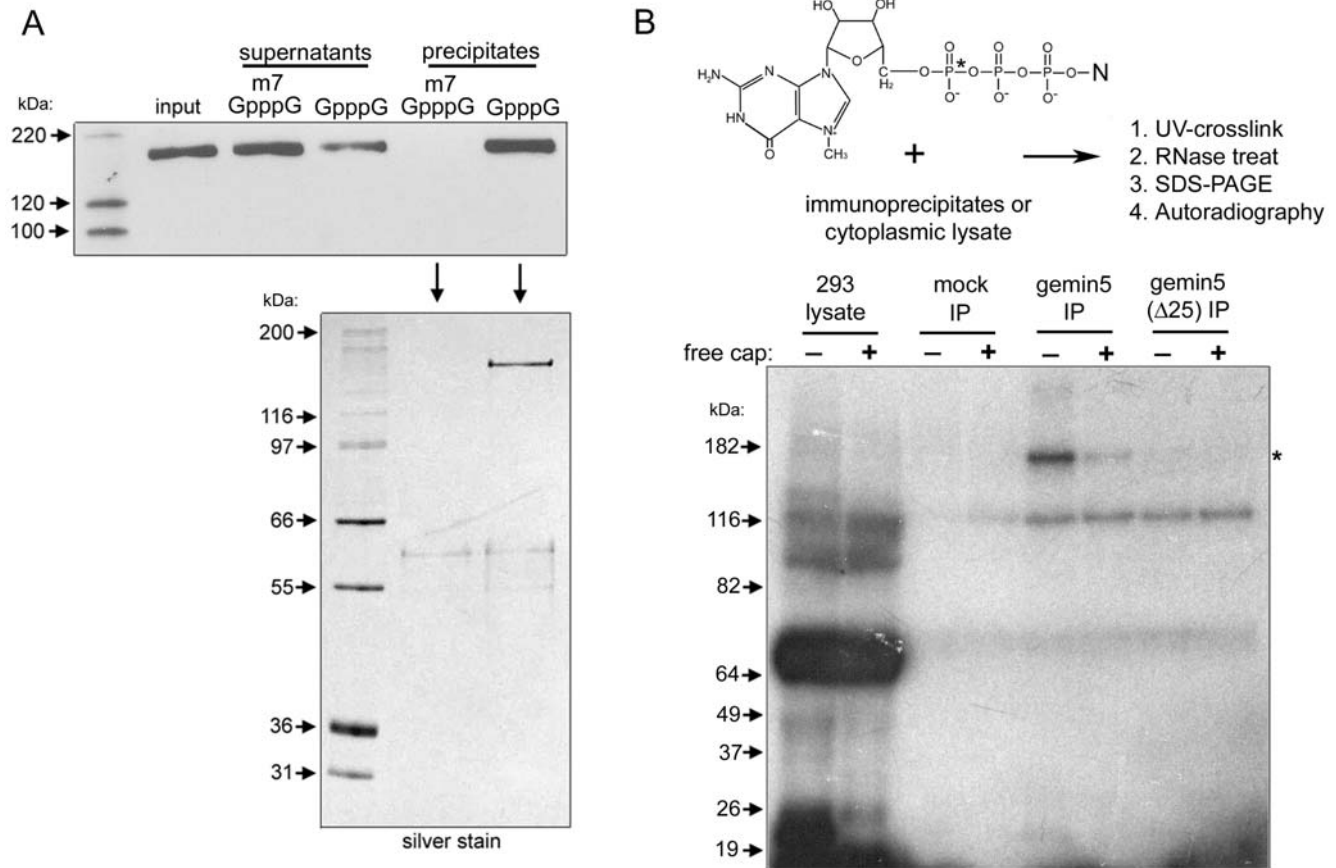 A
supernatants precipitates
m7 m7
kDa: input GpppG GpppG GpppG GpppG
220
120
100
kDa:
200
116
97
66
55
36
31
silver stain
B
HO OH
H₂N N N O CH₂ O P* O P O P O N
O O O
HN N N⁺ O⁻ O⁻ O⁻
O CH₃
+
immunoprecipitates or
cytoplasmic lysate
1. UV-crosslink
2. RNase treat
3. SDS-PAGE
4. Autoradiography
293 mock gemin5 gemin5
lysate IP IP (Δ25) IP
free cap: – + – + – + – +
kDa:
182 *
116
82
64
49
37
26
19